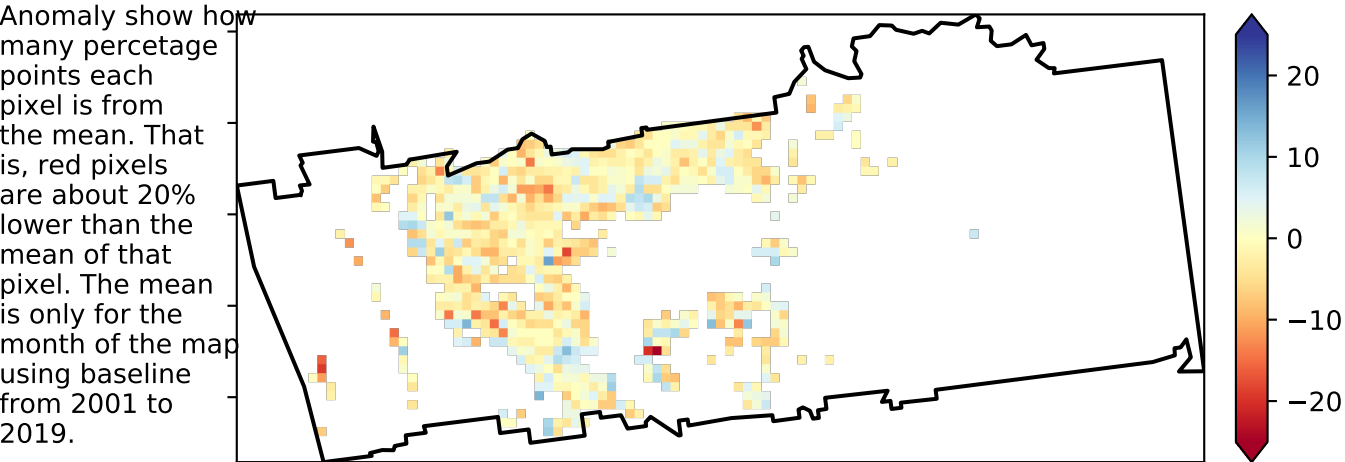 Anomaly show how
many percetage
points each
pixel is from
the mean. That
is, red pixels
are about 20%
lower than the
mean of that
pixel. The mean
is only for the
month of the map
using baseline
from 2001 to
2019.
20
10
0
−10
−20